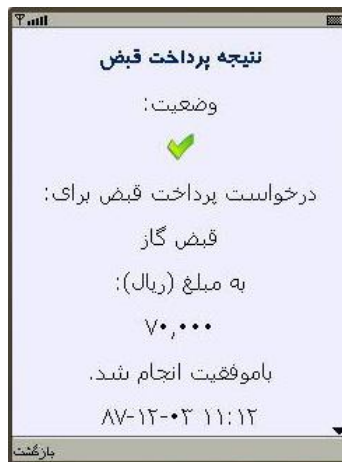 نتیجه پرداخت قبض
وضعیت:
درخواست پرداخت قبض برای:
قبض گاز
به مبلغ (ریال):
۷۰,۰۰۰
باموفقیت انجام شد.
۸۷-۱۲-۰۳ ۱۱:۱۲
بازگشت